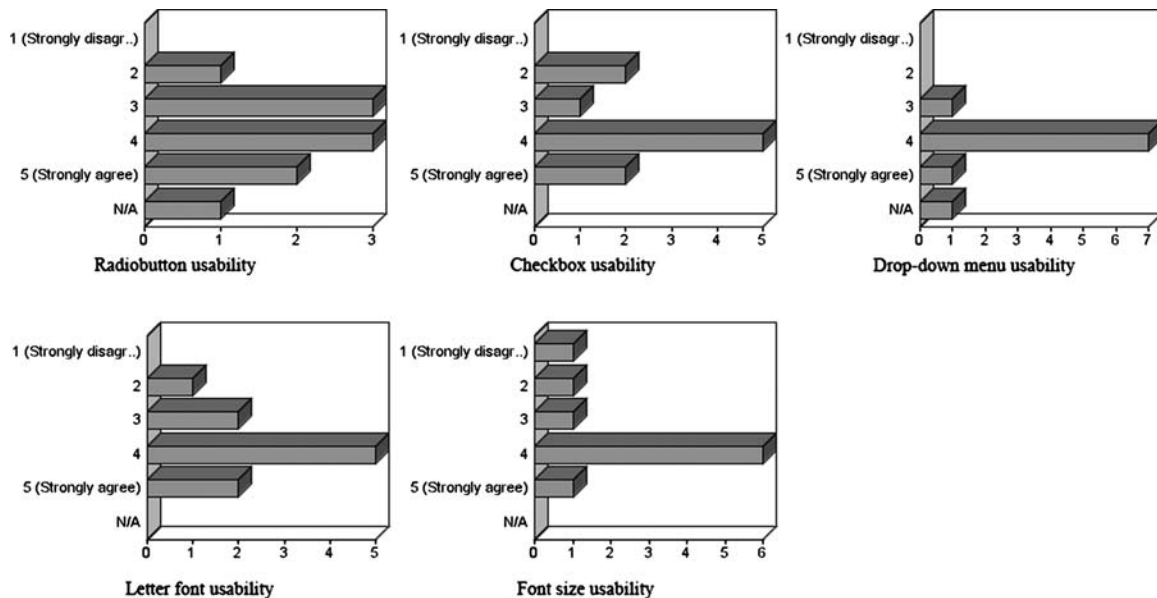 1 (Strongly disagr..)
2
3
4
5 (Strongly agree)
N/A
0 1 2 3
Radiobutton usability
1 (Strongly disagr..)
2
3
4
5 (Strongly agree)
N/A
0 1 2 3 4 5
Checkbox usability
1 (Strongly disagr..)
2
3
4
5 (Strongly agree)
N/A
0 1 2 3 4 5 6 7
Drop-down menu usability
1 (Strongly disagr..)
2
3
4
5 (Strongly agree)
N/A
0 1 2 3 4 5
Letter font usability
1 (Strongly disagr..)
2
3
4
5 (Strongly agree)
N/A
0 1 2 3 4 5 6
Font size usability